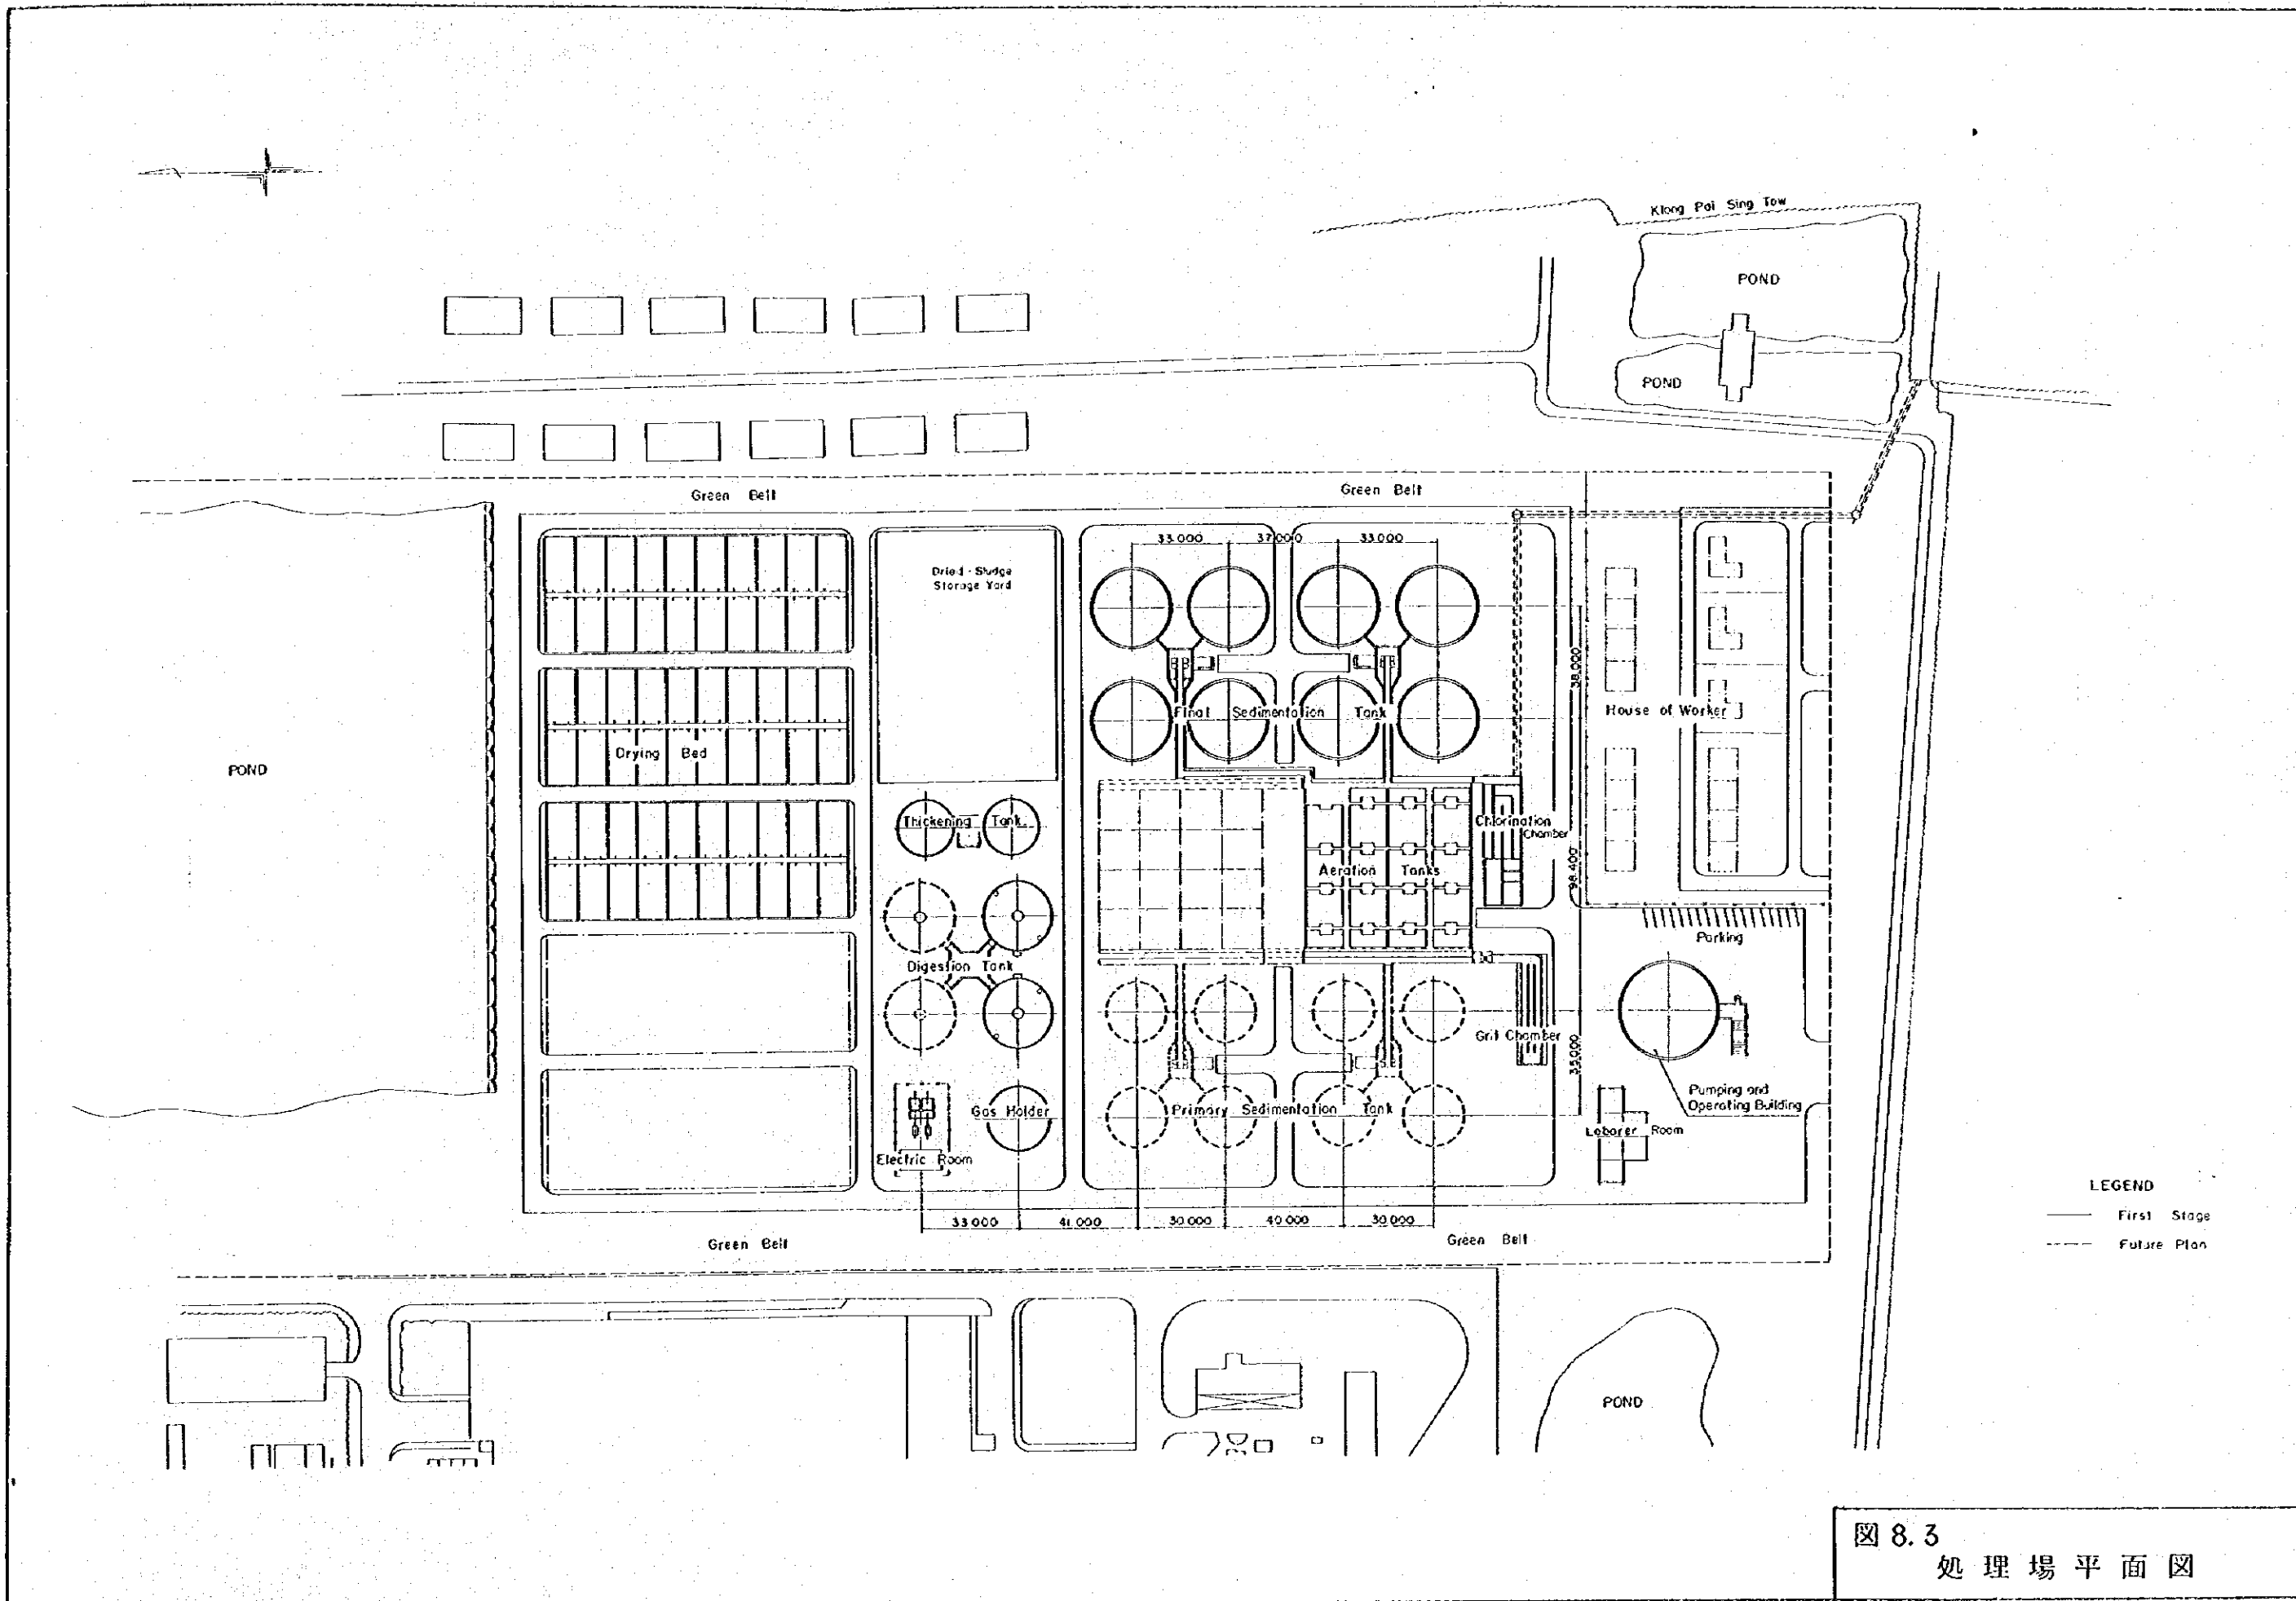 Klong Pai Sing Tow
POND
POND
Green Belt
Green Belt
33 000
37 000
33 000
Dried-Sludge
Storage Yard
38,000
Final Sedimentation Tank
House of Worker
Drying Bed
POND
Thickening Tank
Chlorination
Chamber
Aeration Tanks
98,400
Parking
Digestion Tank
Grit Chamber
35,000
Pumping and
Operating Building
Gas Holder
Primary Sedimentation Tank
Laborer Room
Electric Room
LEGEND
First Stage
Future Plan
33 000
41 000
30 000
40 000
30 000
Green Belt
Green Belt
POND
図 8.3
処理場平面図